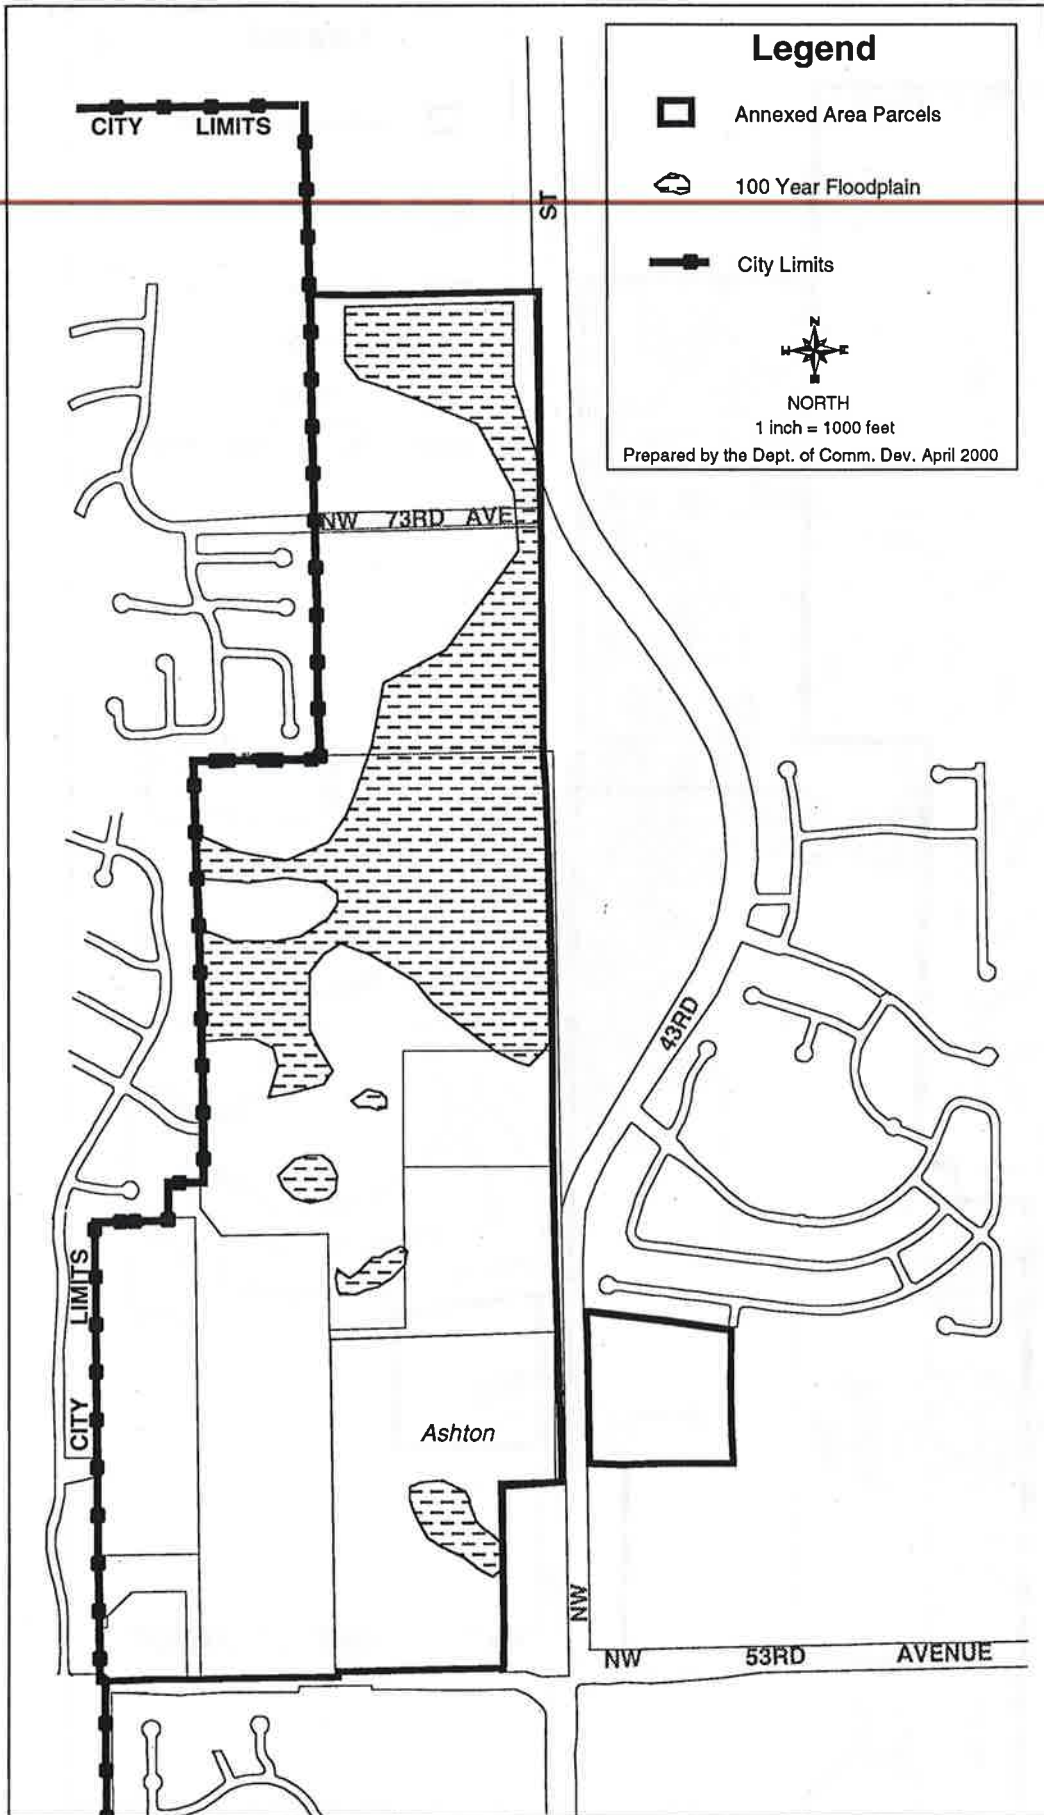 Legend
Annexed Area Parcels
100 Year Floodplain
City Limits
N
W E
NORTH
1 inch = 1000 feet
Prepared by the Dept. of Comm. Dev. April 2000
CITY LIMITS
ST
NW 73RD AVE
43RD
CITY LIMITS
Ashton
NW
NW 53RD AVENUE